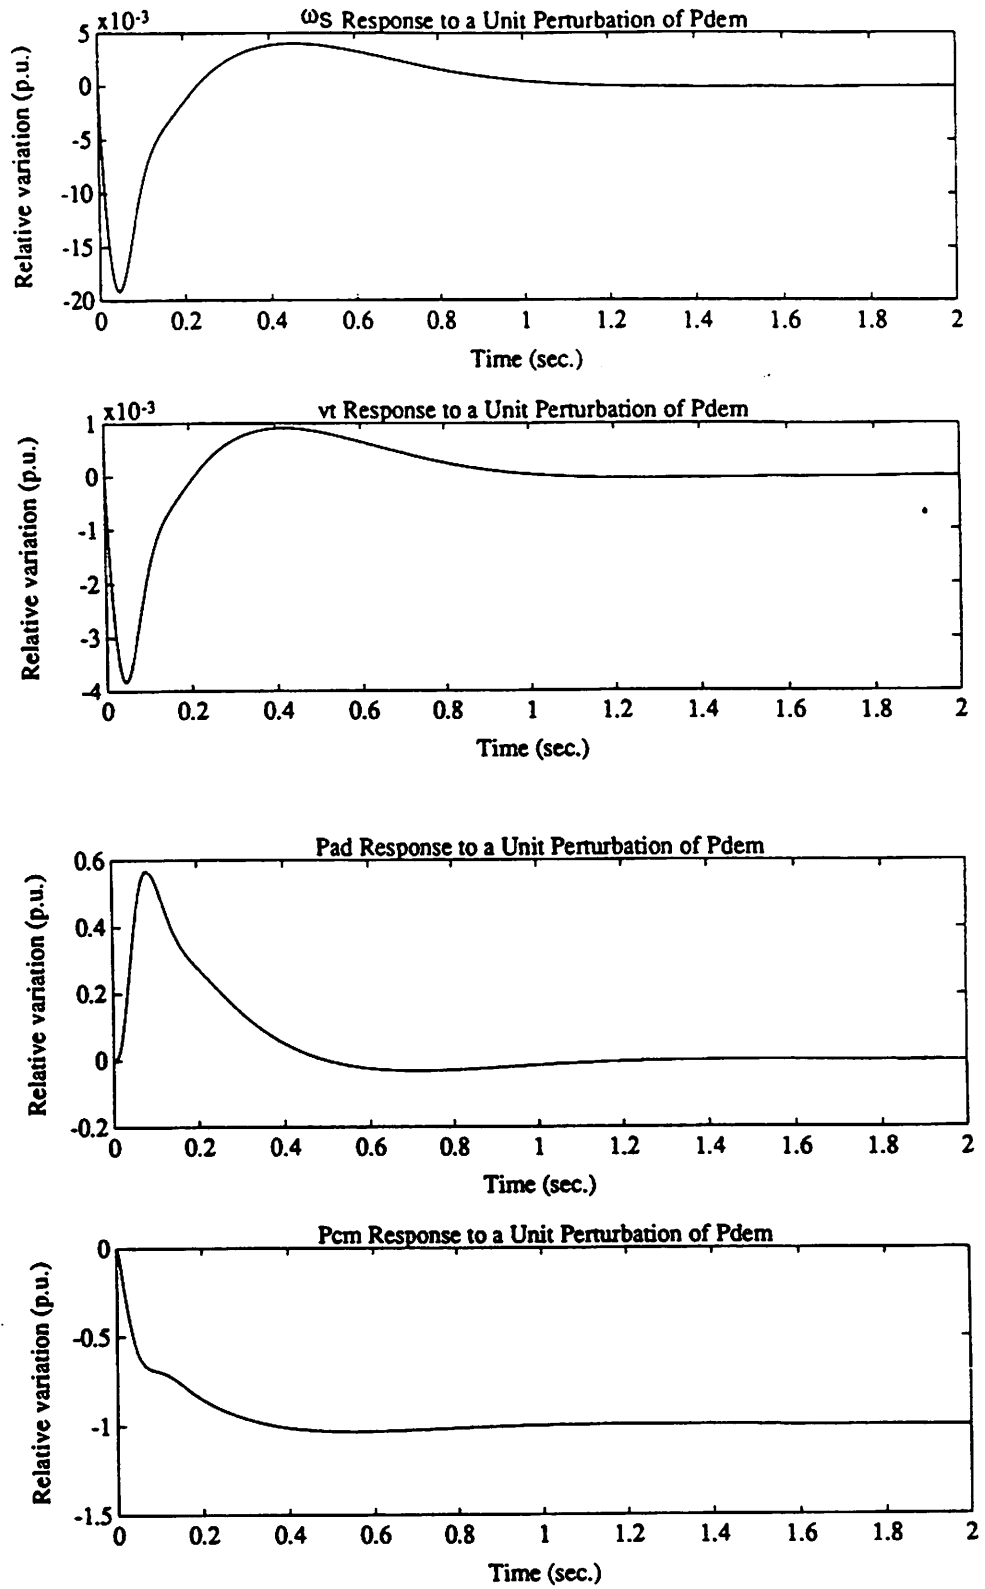 ωS Response to a Unit Perturbation of Pdem
x10-3
5
0
-5
-10
-15
-20
Relative variation (p.u.)
0 0.2 0.4 0.6 0.8 1 1.2 1.4 1.6 1.8 2
Time (sec.)
vt Response to a Unit Perturbation of Pdem
x10-3
1
0
-1
-2
-3
-4
Relative variation (p.u.)
0 0.2 0.4 0.6 0.8 1 1.2 1.4 1.6 1.8 2
Time (sec.)
Pad Response to a Unit Perturbation of Pdem
0.6
0.4
0.2
0
-0.2
Relative variation (p.u.)
0 0.2 0.4 0.6 0.8 1 1.2 1.4 1.6 1.8 2
Time (sec.)
Pcm Response to a Unit Perturbation of Pdem
0
-0.5
-1
-1.5
Relative variation (p.u.)
0 0.2 0.4 0.6 0.8 1 1.2 1.4 1.6 1.8 2
Time (sec.)